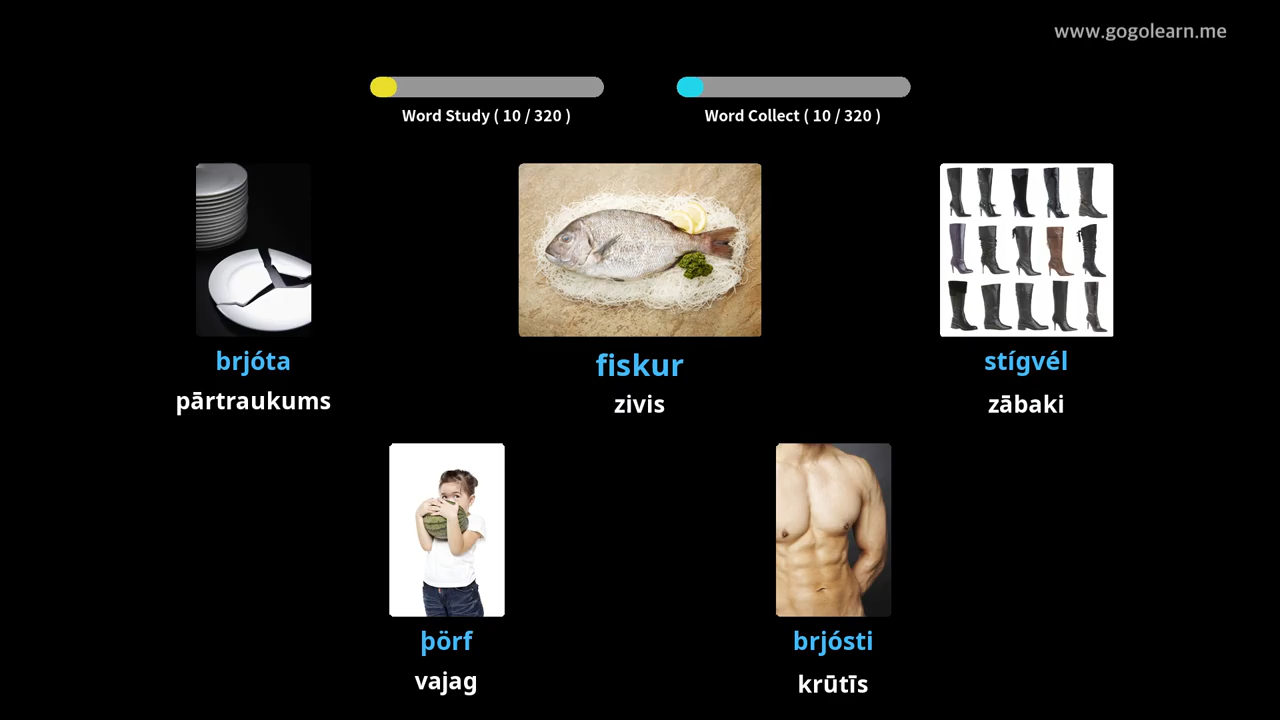 www.gogolearn.me
Word Study ( 10 / 320 )
Word Collect ( 10 / 320 )
brjóta
pārtraukums
fiskur
zivis
stígvél
zābaki
þörf
vajag
brjósti
krūtīs